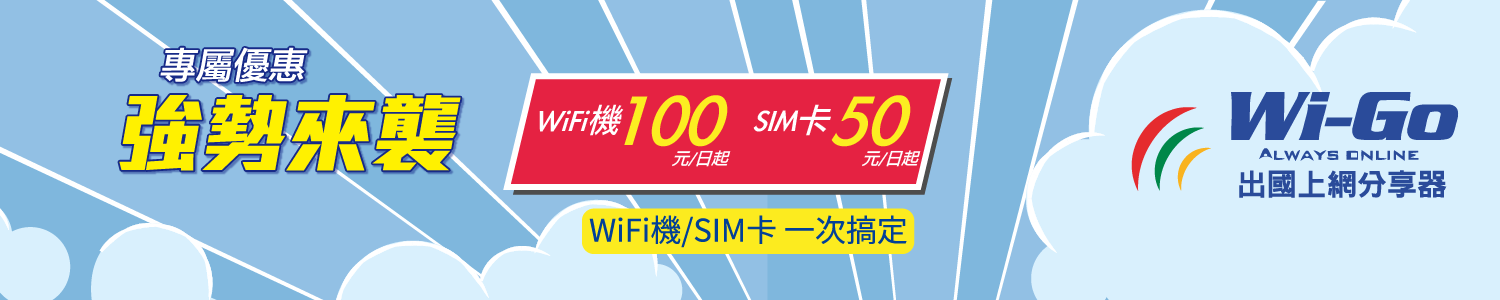 專屬優惠
強勢來襲
WiFi機100元/日起 SIM卡50元/日起
WiFi機/SIM卡 一次搞定
Wi-Go
ALWAYS ONLINE
出國上網分享器